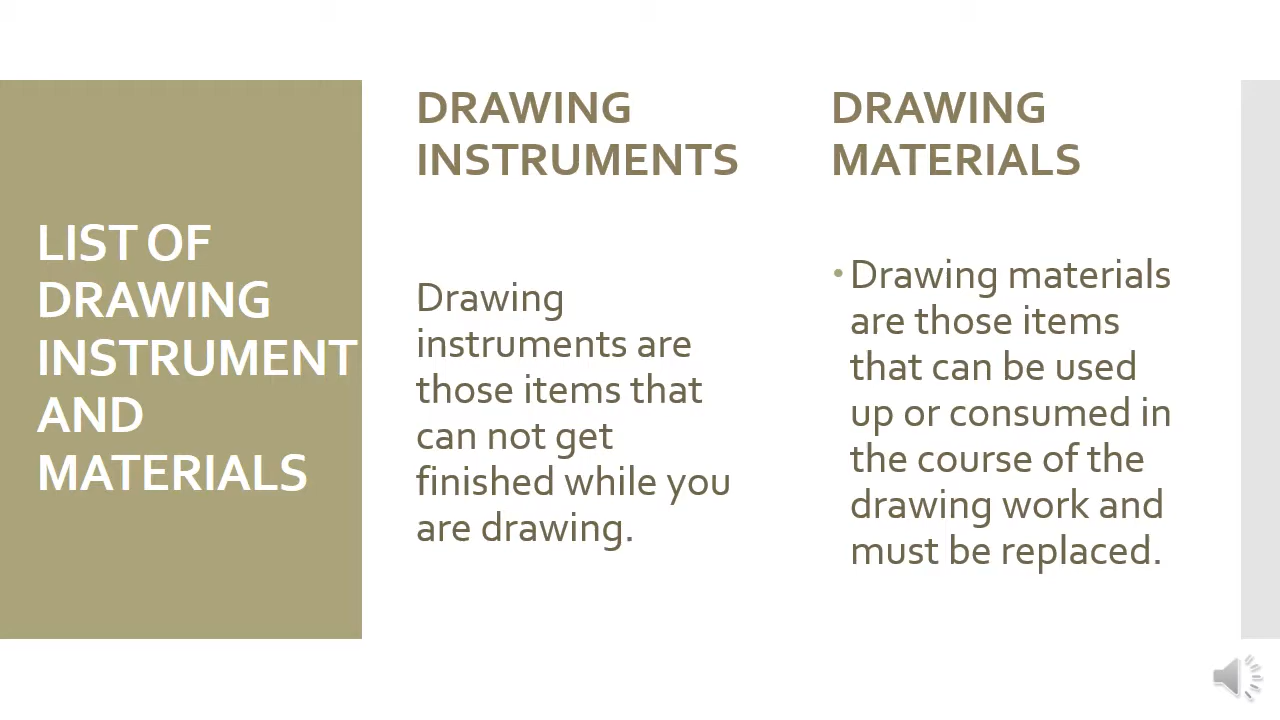 LIST OF
DRAWING
INSTRUMENT
AND
MATERIALS
DRAWING
INSTRUMENTS
Drawing
instruments are
those items that
can not get
finished while you
are drawing.
DRAWING
MATERIALS
• Drawing materials
are those items
that can be used
up or consumed in
the course of the
drawing work and
must be replaced.